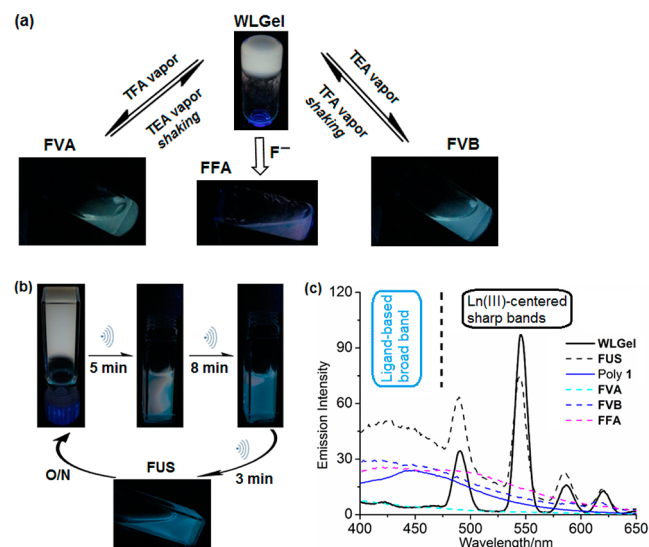 (a)
WLGel
TFA vapor
TEA vapor
shaking
TEA vapor
TFA vapor
shaking
FVA
F⁻
FFA
FVB
(b)
5 min
8 min
3 min
O/N
FUS
(c)
120
90
60
30
0
Emission Intensity
Ligand-based
broad band
Ln(III)-centered
sharp bands
WLGel
FUS
Poly 1
FVA
FVB
FFA
400 450 500 550 600 650
Wavelength/nm